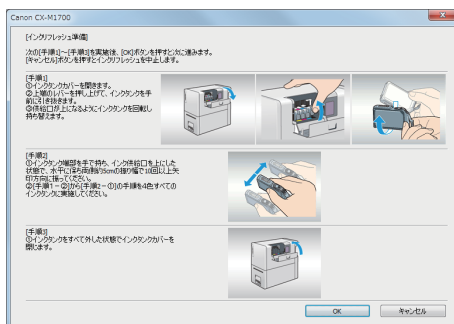 Canon CX-M1700
[インクリフレッシュ準備]
次の[手順1]～[手順3]を実施後、[OK]ボタンを押すと次に進みます。
[キャンセル]ボタンを押すとインクリフレッシュを中止します。
[手順1]
①インクタンクカバーを開きます。
②上端のレバーを押し上げて、インクタンクを手
前に引き抜きます。
③供給口が上になるようにインクタンクを回転し
持ち替えます。
[手順2]
①インクタンク端部を手で持ち、インク供給口を上にした
状態で、水平に保ち両側約5cmの振り幅で10回以上矢
印方向に振ってください。
②[手順1－②]から[手順2－①]の手順を4色すべての
インクタンクに実施してください。
[手順3]
①インクタンクをすべて外した状態でインクタンクカバーを
閉じます。
OK
キャンセル